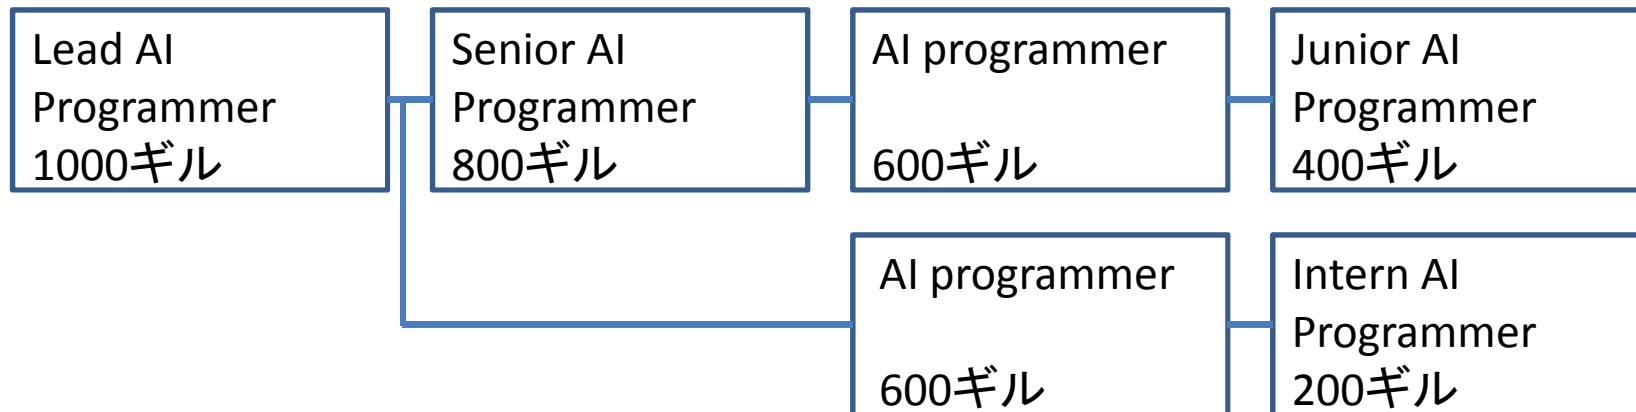 Lead AI
Programmer
1000ギル
Senior AI
Programmer
800ギル
AI programmer
600ギル
Junior AI
Programmer
400ギル
AI programmer
600ギル
Intern AI
Programmer
200ギル